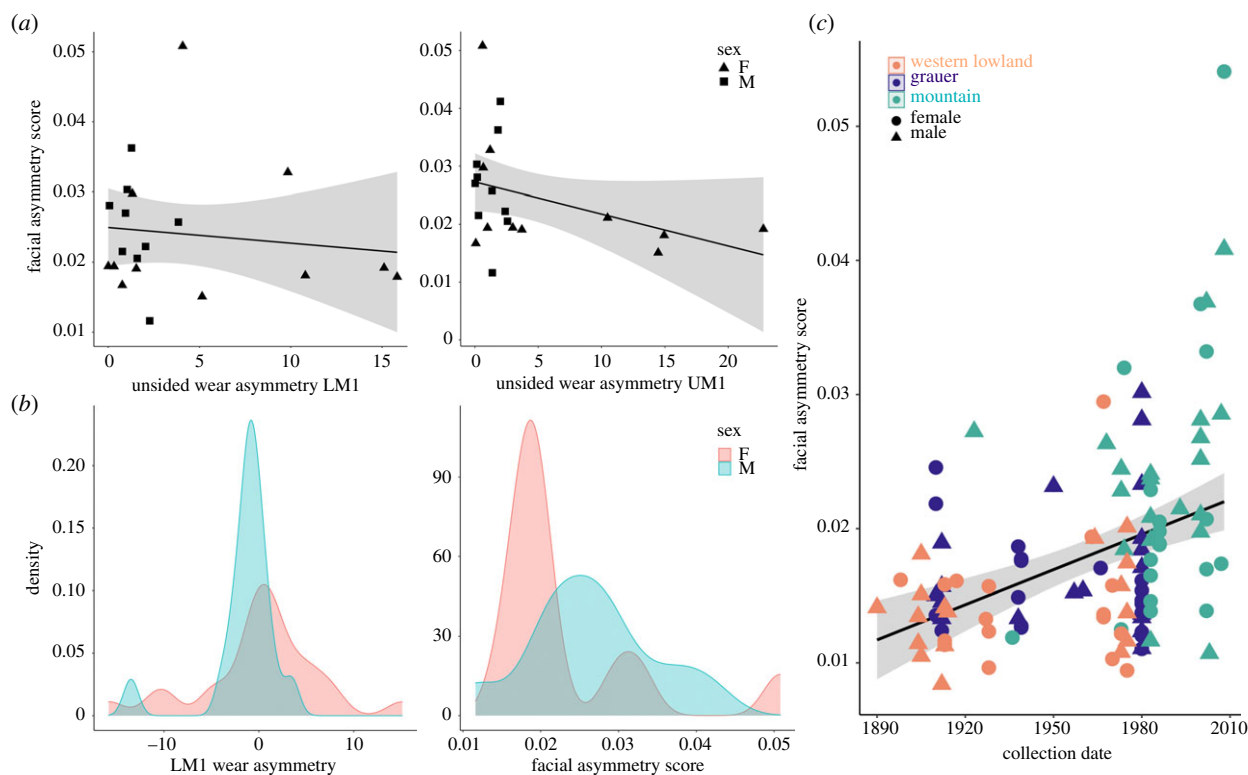 (a)
0.05
0.04
0.03
0.02
0.01
facial asymmetry score
0
5
10
15
unsided wear asymmetry LM1
0.05
0.04
0.03
0.02
0.01
0
sex
F
M
0
5
10
15
20
unsided wear asymmetry UM1
(b)
0.20
0.15
0.10
0.05
0
density
−10
0
10
LM1 wear asymmetry
90
60
30
0
sex
F
M
0.01
0.02
0.03
0.04
0.05
facial asymmetry score
(c)
western lowland
grauer
mountain
female
male
0.05
0.04
0.03
0.02
0.01
facial asymmetry score
1890
1920
1950
1980
2010
collection date